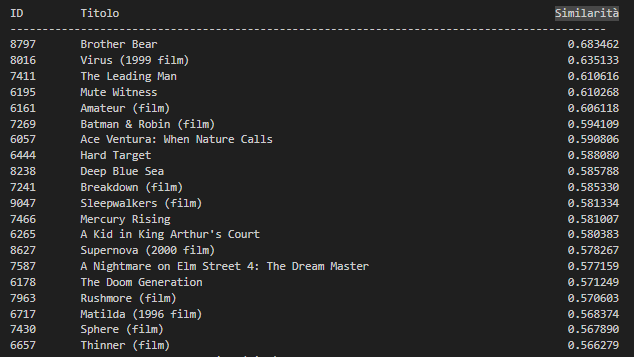 ID Titolo Similarità
--------------------------------------------------------------------------------------------
8797 Brother Bear 0.683462
8016 Virus (1999 film) 0.635133
7411 The Leading Man 0.610616
6195 Mute Witness 0.610268
6161 Amateur (film) 0.606118
7269 Batman & Robin (film) 0.594109
6057 Ace Ventura: When Nature Calls 0.590806
6444 Hard Target 0.588080
8238 Deep Blue Sea 0.585788
7241 Breakdown (film) 0.585330
9047 Sleepwalkers (film) 0.581334
7466 Mercury Rising 0.581007
6265 A Kid in King Arthur's Court 0.580383
8627 Supernova (2000 film) 0.578267
7587 A Nightmare on Elm Street 4: The Dream Master 0.577159
6178 The Doom Generation 0.571249
7963 Rushmore (film) 0.570603
6717 Matilda (1996 film) 0.568374
7430 Sphere (film) 0.567890
6657 Thinner (film) 0.566279